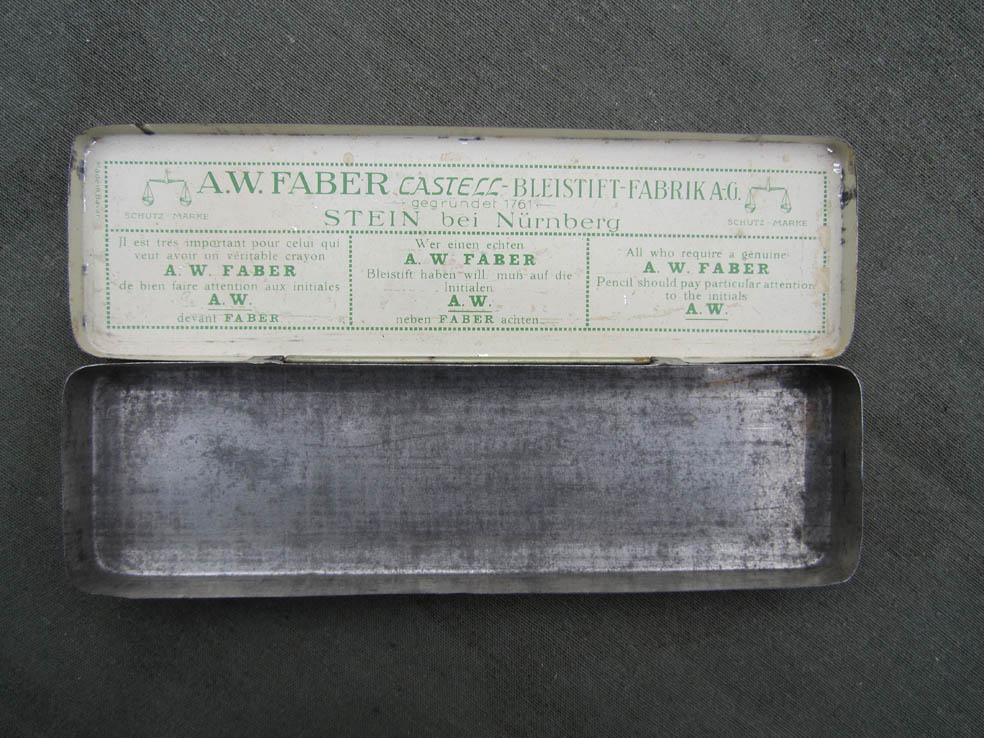 A.W. FABER CASTELL-BLEISTIFT-FABRIK A-G.
gegründet 1761
STEIN bei Nürnberg
SCHUTZ-MARKE
SCHUTZ-MARKE
Il est très important pour celui qui
veut avoir un véritable crayon
A. W. FABER
de bien faire attention aux initiales
A. W.
devant FABER
Wer einen echten
A. W. FABER
Bleistift haben will, muß auf die
Initialen
A. W.
neben FABER achten
All who require a genuine
A. W. FABER
Pencil should pay particular attention
to the initials
A. W.